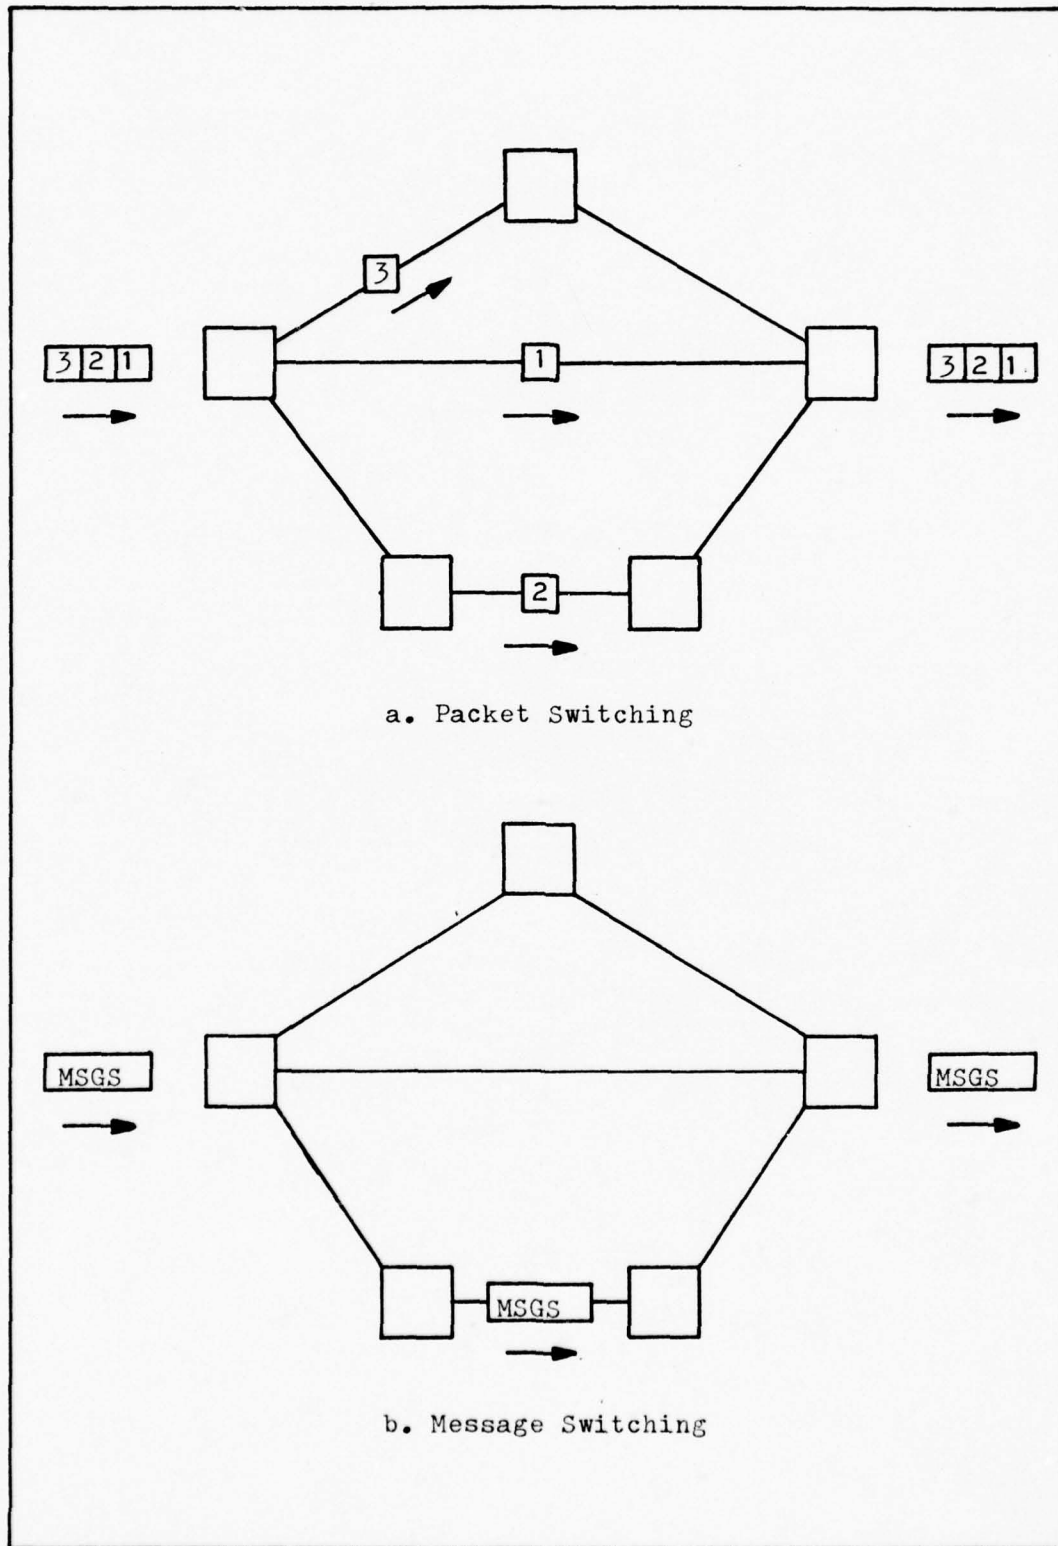 3
3 2 1
1
3 2 1
2
a. Packet Switching
MSGS
MSGS
MSGS
b. Message Switching